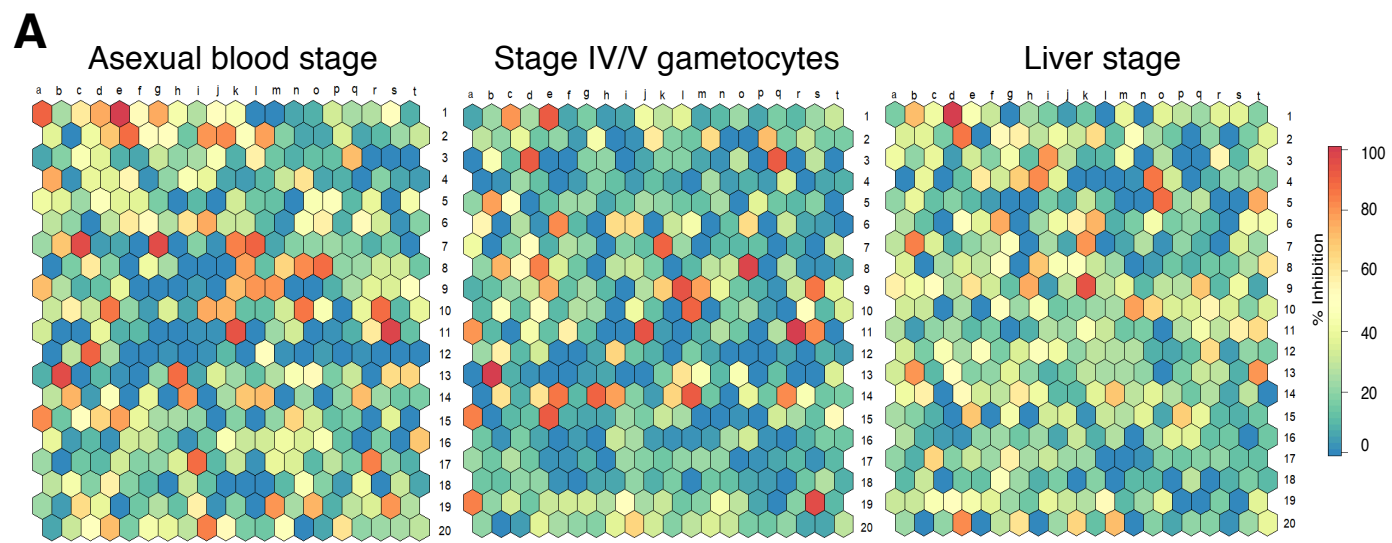 A
Asexual blood stage
Stage IV/V gametocytes
Liver stage
a b c d e f g h i j k l m n o p q r s t
a b c d e f g h i j k l m n o p q r s t
a b c d e f g h i j k l m n o p q r s t
1 1 1
2 2 2
3 3 3
4 4 4
5 5 5
6 6 6
7 7 7
8 8 8
9 9 9
10 10 10
11 11 11
12 12 12
13 13 13
14 14 14
15 15 15
16 16 16
17 17 17
18 18 18
19 19 19
20 20 20
100
80
60
40
20
0
% Inhibition